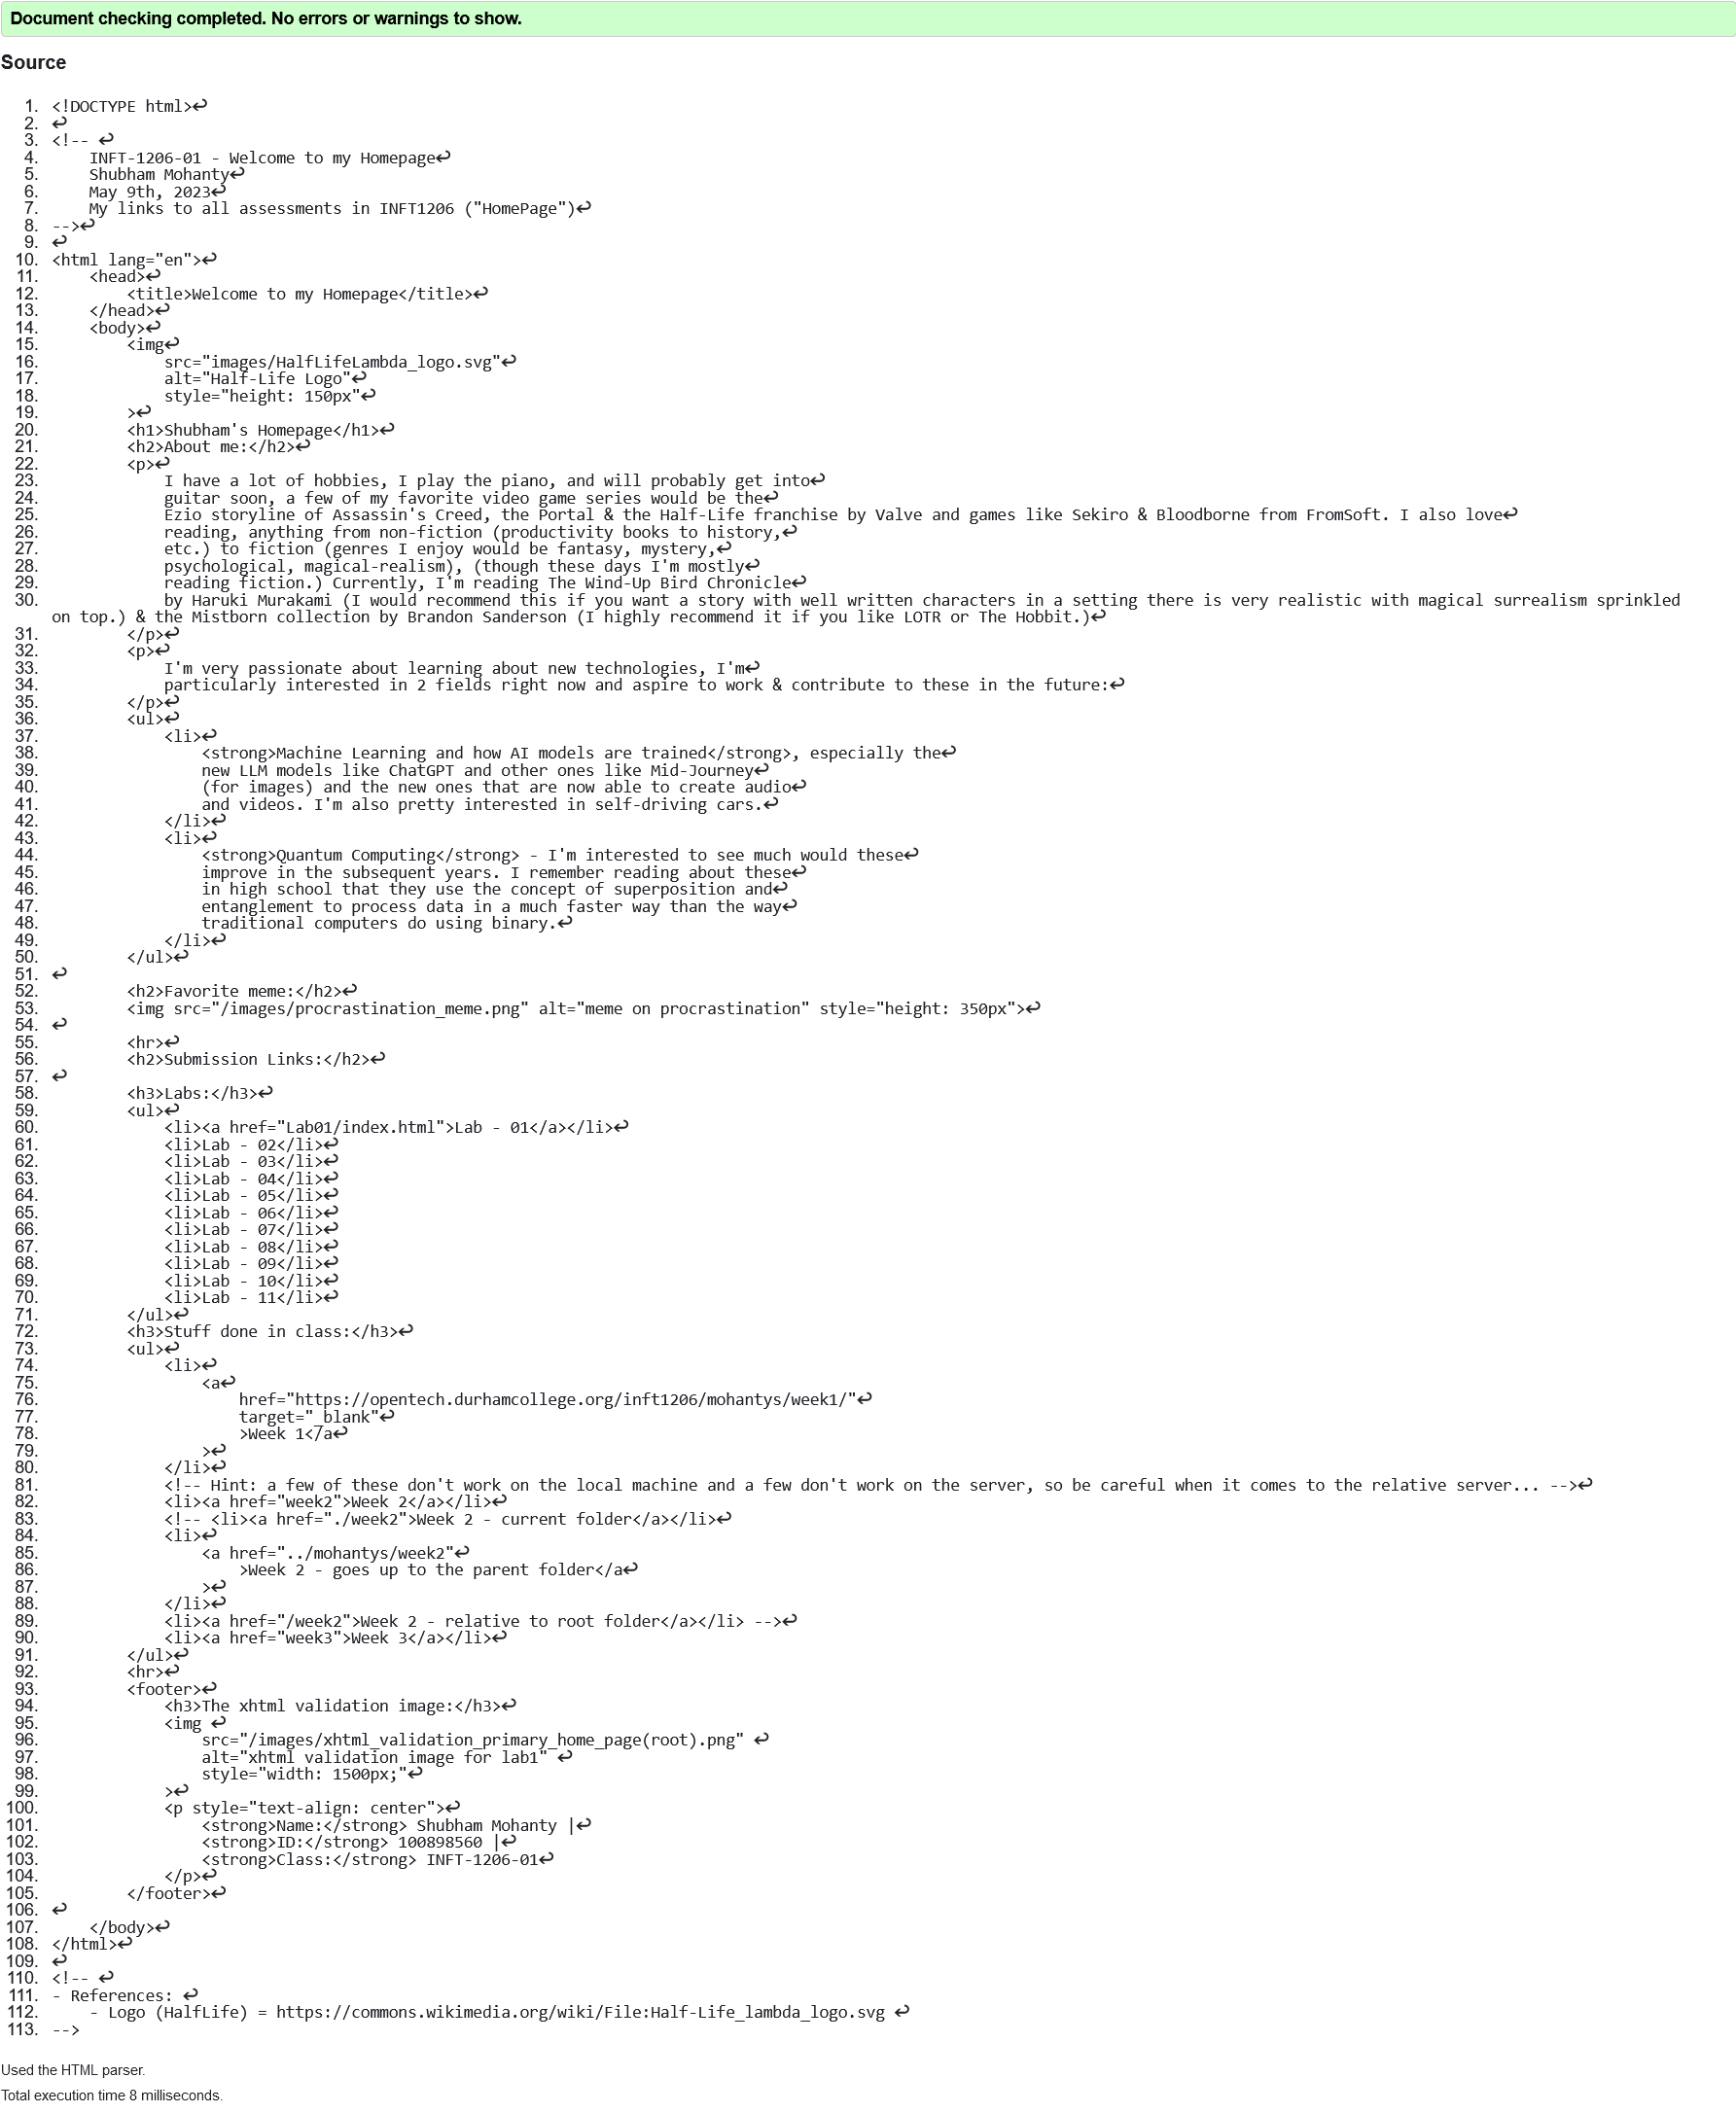 Document checking completed. No errors or warnings to show.
Source
1. <!DOCTYPE html>↩
2. ↩
3. <!-- ↩
4.     INFT-1206-01 - Welcome to my Homepage↩
5.     Shubham Mohanty↩
6.     May 9th, 2023↩
7.     My links to all assessments in INFT1206 ("HomePage")↩
8. -->↩
9. ↩
10. <html lang="en">↩
11.     <head>↩
12.         <title>Welcome to my Homepage</title>↩
13.     </head>↩
14.     <body>↩
15.         <img↩
16.             src="images/HalfLifeLambda_logo.svg"↩
17.             alt="Half-Life Logo"↩
18.             style="height: 150px"↩
19.         >↩
20.         <h1>Shubham's Homepage</h1>↩
21.         <h2>About me:</h2>↩
22.         <p>↩
23.             I have a lot of hobbies, I play the piano, and will probably get into↩
24.             guitar soon, a few of my favorite video game series would be the↩
25.             Ezio storyline of Assassin's Creed, the Portal & the Half-Life franchise by Valve and games like Sekiro & Bloodborne from FromSoft. I also love↩
26.             reading, anything from non-fiction (productivity books to history,↩
27.             etc.) to fiction (genres I enjoy would be fantasy, mystery,↩
28.             psychological, magical-realism), (though these days I'm mostly↩
29.             reading fiction.) Currently, I'm reading The Wind-Up Bird Chronicle↩
30.             by Haruki Murakami (I would recommend this if you want a story with well written characters in a setting there is very realistic with magical surrealism sprinkled
on top.) & the Mistborn collection by Brandon Sanderson (I highly recommend it if you like LOTR or The Hobbit.)↩
31.         </p>↩
32.         <p>↩
33.             I'm very passionate about learning about new technologies, I'm↩
34.             particularly interested in 2 fields right now and aspire to work & contribute to these in the future:↩
35.         </p>↩
36.         <ul>↩
37.             <li>↩
38.                 <strong>Machine Learning and how AI models are trained</strong>, especially the↩
39.                 new LLM models like ChatGPT and other ones like Mid-Journey↩
40.                 (for images) and the new ones that are now able to create audio↩
41.                 and videos. I'm also pretty interested in self-driving cars.↩
42.             </li>↩
43.             <li>↩
44.                 <strong>Quantum Computing</strong> - I'm interested to see much would these↩
45.                 improve in the subsequent years. I remember reading about these↩
46.                 in high school that they use the concept of superposition and↩
47.                 entanglement to process data in a much faster way than the way↩
48.                 traditional computers do using binary.↩
49.             </li>↩
50.         </ul>↩
51. ↩
52.         <h2>Favorite meme:</h2>↩
53.         <img src="/images/procrastination_meme.png" alt="meme on procrastination" style="height: 350px">↩
54. ↩
55.         <hr>↩
56.         <h2>Submission Links:</h2>↩
57. ↩
58.         <h3>Labs:</h3>↩
59.         <ul>↩
60.             <li><a href="Lab01/index.html">Lab - 01</a></li>↩
61.             <li>Lab - 02</li>↩
62.             <li>Lab - 03</li>↩
63.             <li>Lab - 04</li>↩
64.             <li>Lab - 05</li>↩
65.             <li>Lab - 06</li>↩
66.             <li>Lab - 07</li>↩
67.             <li>Lab - 08</li>↩
68.             <li>Lab - 09</li>↩
69.             <li>Lab - 10</li>↩
70.             <li>Lab - 11</li>↩
71.         </ul>↩
72.         <h3>Stuff done in class:</h3>↩
73.         <ul>↩
74.             <li>↩
75.                 <a↩
76.                     href="https://opentech.durhamcollege.org/inft1206/mohantys/week1/"↩
77.                     target="_blank"↩
78.                     >Week 1</a↩
79.                 >↩
80.             </li>↩
81.             <!-- Hint: a few of these don't work on the local machine and a few don't work on the server, so be careful when it comes to the relative server... -->↩
82.             <li><a href="week2">Week 2</a></li>↩
83.             <!-- <li><a href="./week2">Week 2 - current folder</a></li>↩
84.             <li>↩
85.                 <a href="../mohantys/week2"↩
86.                     >Week 2 - goes up to the parent folder</a↩
87.                 >↩
88.             </li>↩
89.             <li><a href="/week2">Week 2 - relative to root folder</a></li> -->↩
90.             <li><a href="week3">Week 3</a></li>↩
91.         </ul>↩
92.         <hr>↩
93.         <footer>↩
94.             <h3>The xhtml validation image:</h3>↩
95.             <img ↩
96.                 src="/images/xhtml_validation_primary_home_page(root).png" ↩
97.                 alt="xhtml validation image for lab1" ↩
98.                 style="width: 1500px;"↩
99.             >↩
100.             <p style="text-align: center">↩
101.                 <strong>Name:</strong> Shubham Mohanty |↩
102.                 <strong>ID:</strong> 100898560 |↩
103.                 <strong>Class:</strong> INFT-1206-01↩
104.             </p>↩
105.         </footer>↩
106. ↩
107.     </body>↩
108. </html>↩
109. ↩
110. <!-- ↩
111. - References: ↩
112.     - Logo (HalfLife) = https://commons.wikimedia.org/wiki/File:Half-Life_lambda_logo.svg ↩
113. -->
Used the HTML parser.
Total execution time 8 milliseconds.